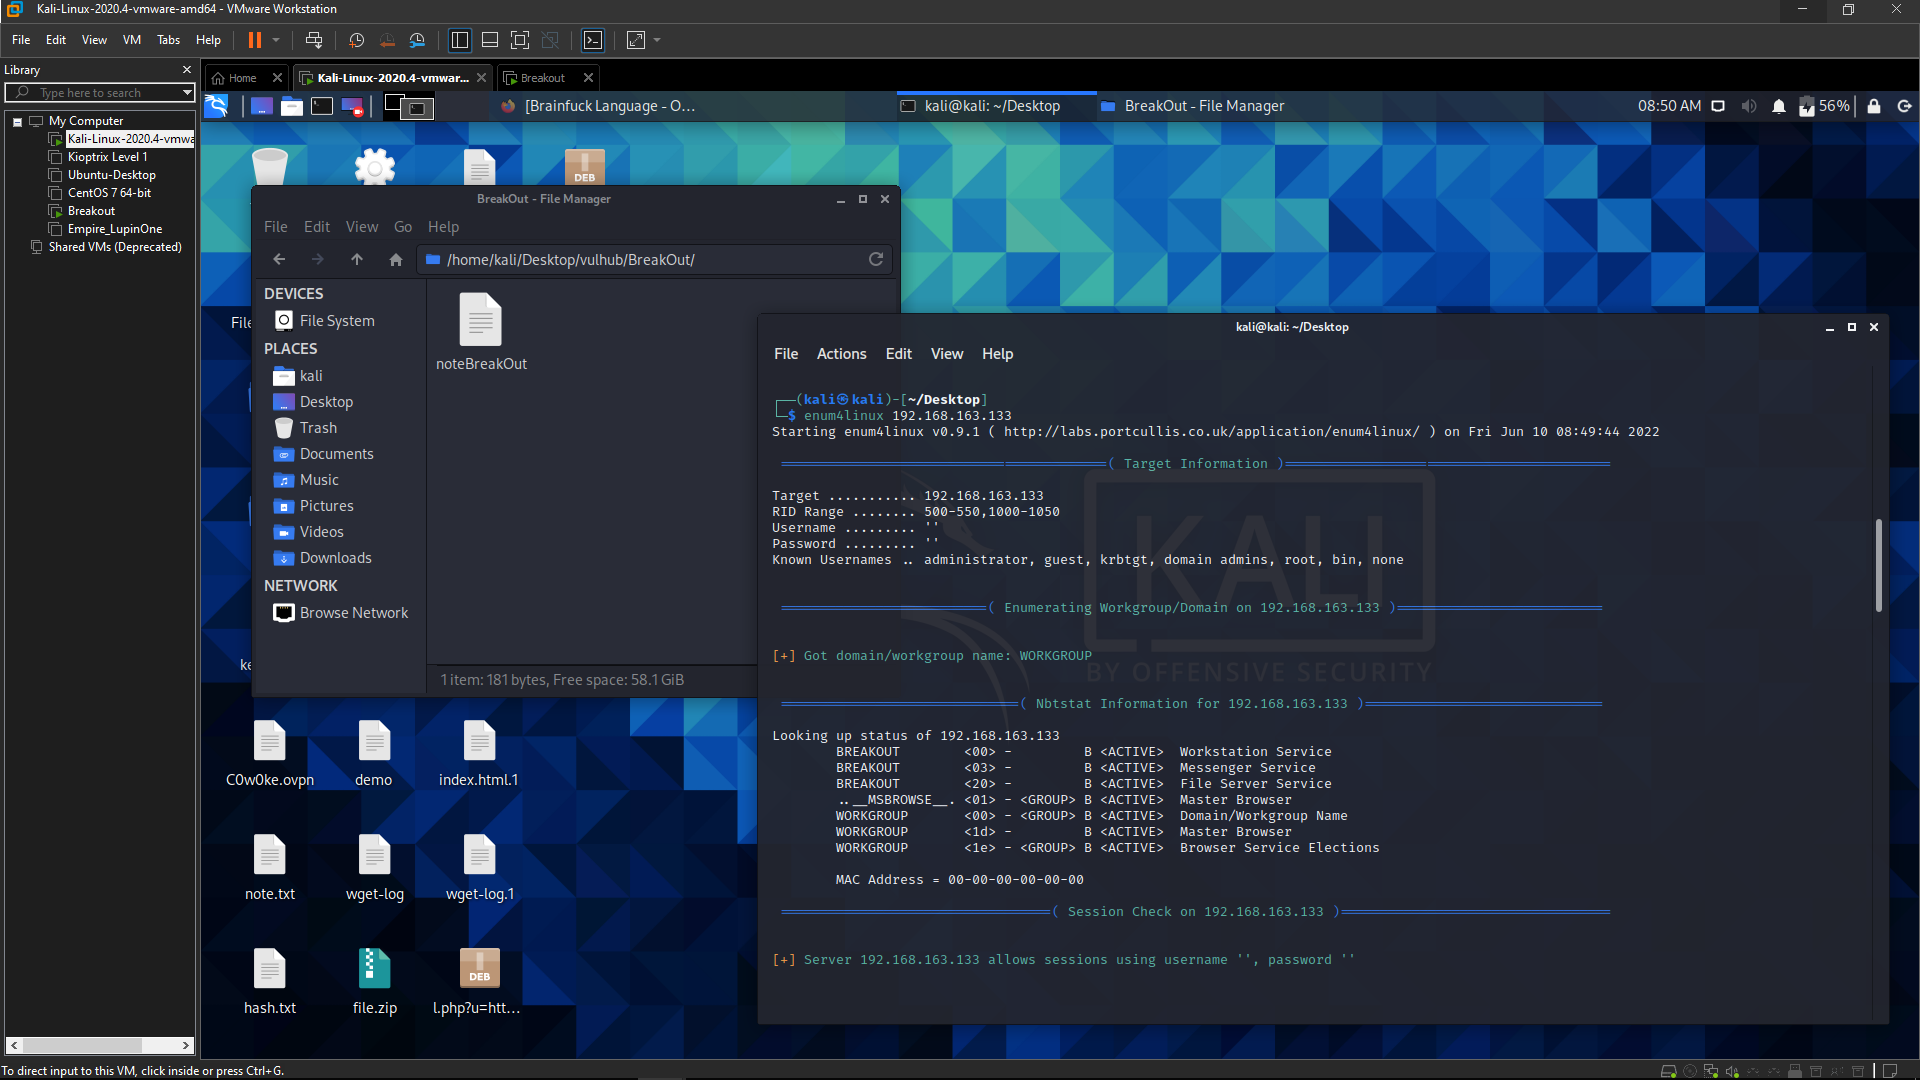 Kali-Linux-2020.4-vmware-amd64 - VMware Workstation
File Edit View VM Tabs Help
Library
Type here to search
My Computer
Kali-Linux-2020.4-vmwa
Kioptrix Level 1
Ubuntu-Desktop
CentOS 7 64-bit
Breakout
Empire_LupinOne
Shared VMs (Deprecated)
Home
Kali-Linux-2020.4-vmwar...
Breakout
[Brainfuck Language - O...
kali@kali: ~/Desktop
BreakOut - File Manager
08:50 AM
56%
DEB
BreakOut - File Manager
File Edit View Go Help
/home/kali/Desktop/vulhub/BreakOut/
DEVICES
File System
PLACES
kali
Desktop
Trash
Documents
Music
Pictures
Videos
Downloads
NETWORK
Browse Network
noteBreakOut
1 item: 181 bytes, Free space: 58.1 GiB
File
ke
C0w0ke.ovpn
demo
index.html.1
note.txt
wget-log
wget-log.1
hash.txt
file.zip
DEB
l.php?u=htt...
kali@kali: ~/Desktop
File Actions Edit View Help
┌──(kali㉿kali)-[~/Desktop]
└─$ enum4linux 192.168.163.133
Starting enum4linux v0.9.1 ( http://labs.portcullis.co.uk/application/enum4linux/ ) on Fri Jun 10 08:49:44 2022
( Target Information )
Target ........... 192.168.163.133
RID Range ........ 500-550,1000-1050
Username ......... ''
Password ......... ''
Known Usernames .. administrator, guest, krbtgt, domain admins, root, bin, none
( Enumerating Workgroup/Domain on 192.168.163.133 )
[+] Got domain/workgroup name: WORKGROUP
( Nbtstat Information for 192.168.163.133 )
Looking up status of 192.168.163.133
BREAKOUT <00> - B <ACTIVE> Workstation Service
BREAKOUT <03> - B <ACTIVE> Messenger Service
BREAKOUT <20> - B <ACTIVE> File Server Service
..__MSBROWSE__. <01> - <GROUP> B <ACTIVE> Master Browser
WORKGROUP <00> - <GROUP> B <ACTIVE> Domain/Workgroup Name
WORKGROUP <1d> - B <ACTIVE> Master Browser
WORKGROUP <1e> - <GROUP> B <ACTIVE> Browser Service Elections
MAC Address = 00-00-00-00-00-00
( Session Check on 192.168.163.133 )
[+] Server 192.168.163.133 allows sessions using username '', password ''
KALI
BY OFFENSIVE SECURITY
To direct input to this VM, click inside or press Ctrl+G.